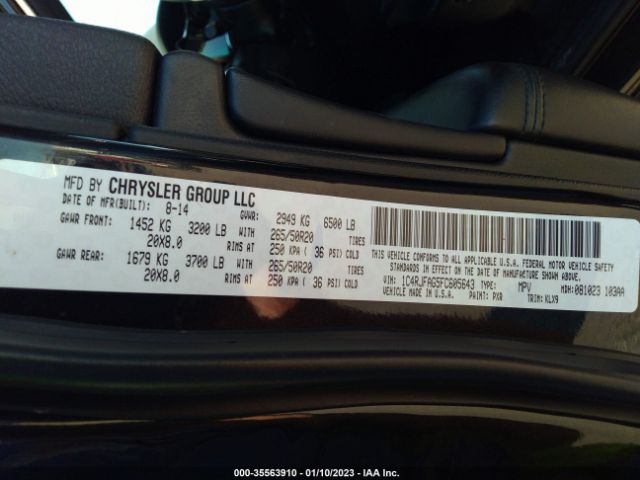 MFD BY CHRYSLER GROUP LLC
DATE OF MFR(BUILT): 8-14 GVWR: 2949 KG 6500 LB
GAWR FRONT: 1452 KG 3200 LB WITH 265/50R20 TIRES
20X8.0 RIMS AT 250 KPA ( 36 PSI) COLD
GAWR REAR: 1679 KG 3700 LB WITH 265/50R20 TIRES
20X8.0 RIMS AT 250 KPA ( 36 PSI) COLD
THIS VEHICLE CONFORMS TO ALL APPLICABLE U.S.A. FEDERAL MOTOR VEHICLE SAFETY
STANDARDS IN EFFECT ON THE DATE OF MANUFACTURE SHOWN ABOVE.
VIN: 1C4RJFAG5FC605643 TYPE: MPV MDH: 081023 103AA
VEHICLE MADE IN U.S.A. PAINT: PXR TRIM: KLX9
000-35563910 - 01/10/2023 - IAA Inc.